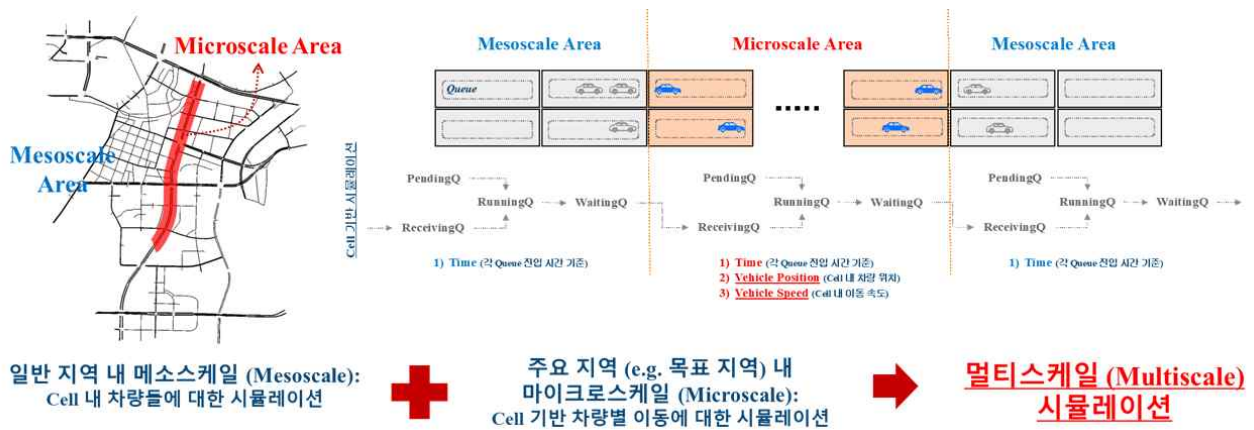 Microscale Area
Mesoscale
Area
Cell 기반 시뮬레이션
Mesoscale Area
Microscale Area
Mesoscale Area
Queue
PendingQ
RunningQ
WaitingQ
ReceivingQ
PendingQ
RunningQ
WaitingQ
ReceivingQ
PendingQ
RunningQ
WaitingQ
ReceivingQ
1) Time (각 Queue 진입 시간 기준)
1) Time (각 Queue 진입 시간 기준)
2) Vehicle Position (Cell 내 차량 위치)
3) Vehicle Speed (Cell 내 이동 속도)
1) Time (각 Queue 진입 시간 기준)
일반 지역 내 메소스케일 (Mesoscale):
Cell 내 차량들에 대한 시뮬레이션
주요 지역 (e.g. 목표 지역) 내
마이크로스케일 (Microscale):
Cell 기반 차량별 이동에 대한 시뮬레이션
멀티스케일 (Multiscale)
시뮬레이션